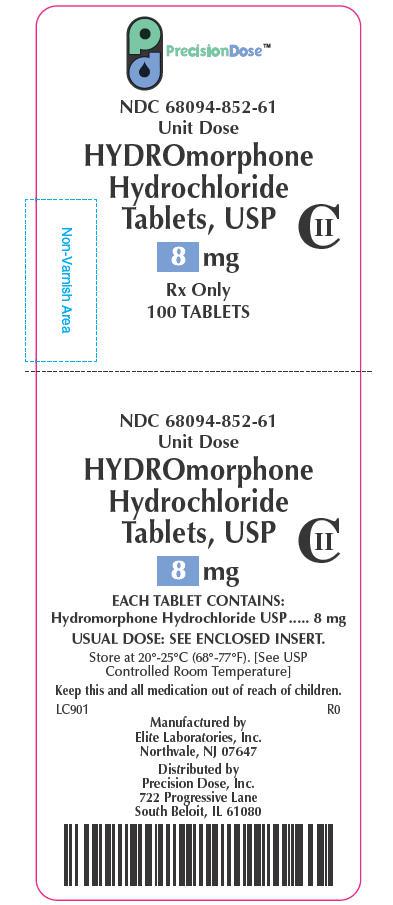 pd PrecisionDose™
NDC 68094-852-61
Unit Dose
HYDROmorphone
Hydrochloride
Tablets, USP
CII
8 mg
Rx Only
100 TABLETS
Non-Varnish Area
NDC 68094-852-61
Unit Dose
HYDROmorphone
Hydrochloride
Tablets, USP
CII
8 mg
EACH TABLET CONTAINS:
Hydromorphone Hydrochloride USP..... 8 mg
USUAL DOSE: SEE ENCLOSED INSERT.
Store at 20°-25°C (68°-77°F). [See USP
Controlled Room Temperature]
Keep this and all medication out of reach of children.
LC901 R0
Manufactured by
Elite Laboratories, Inc.
Northvale, NJ 07647
Distributed by
Precision Dose, Inc.
722 Progressive Lane
South Beloit, IL 61080